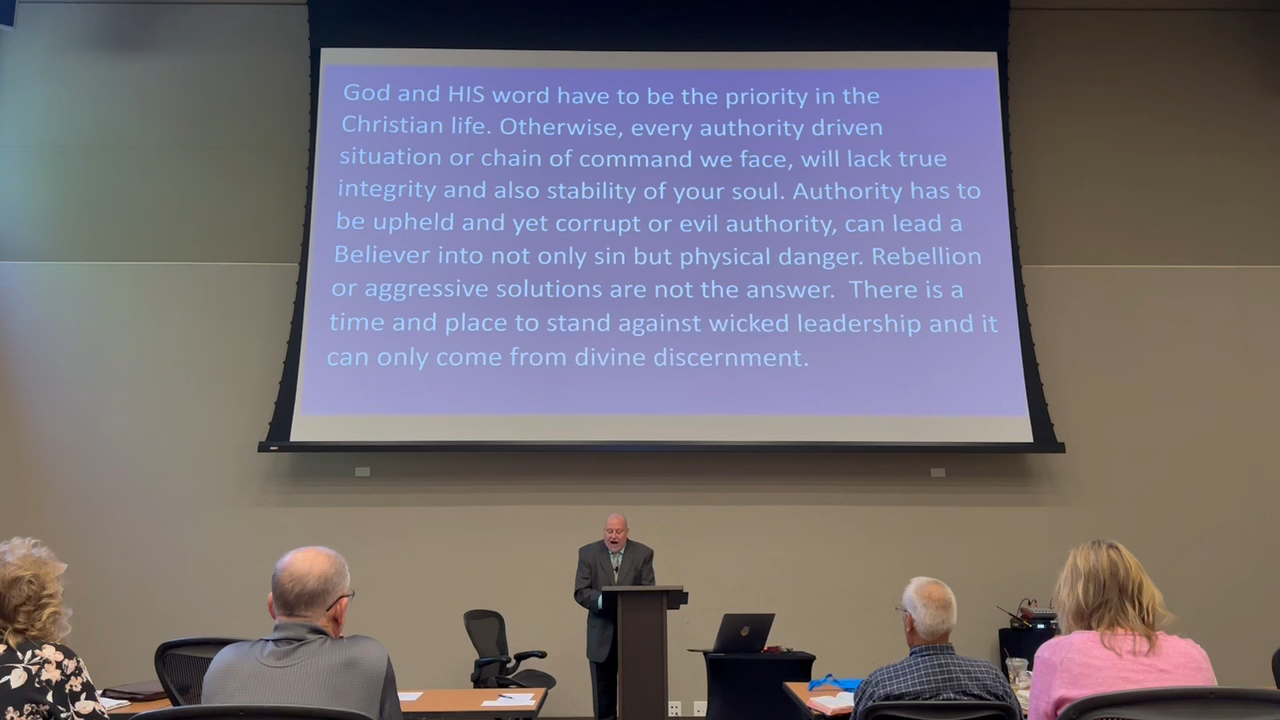 God and HIS word have to be the priority in the
Christian life. Otherwise, every authority driven
situation or chain of command we face, will lack true
integrity and also stability of your soul. Authority has to
be upheld and yet corrupt or evil authority, can lead a
Believer into not only sin but physical danger. Rebellion
or aggressive solutions are not the answer.  There is a
time and place to stand against wicked leadership and it
can only come from divine discernment.